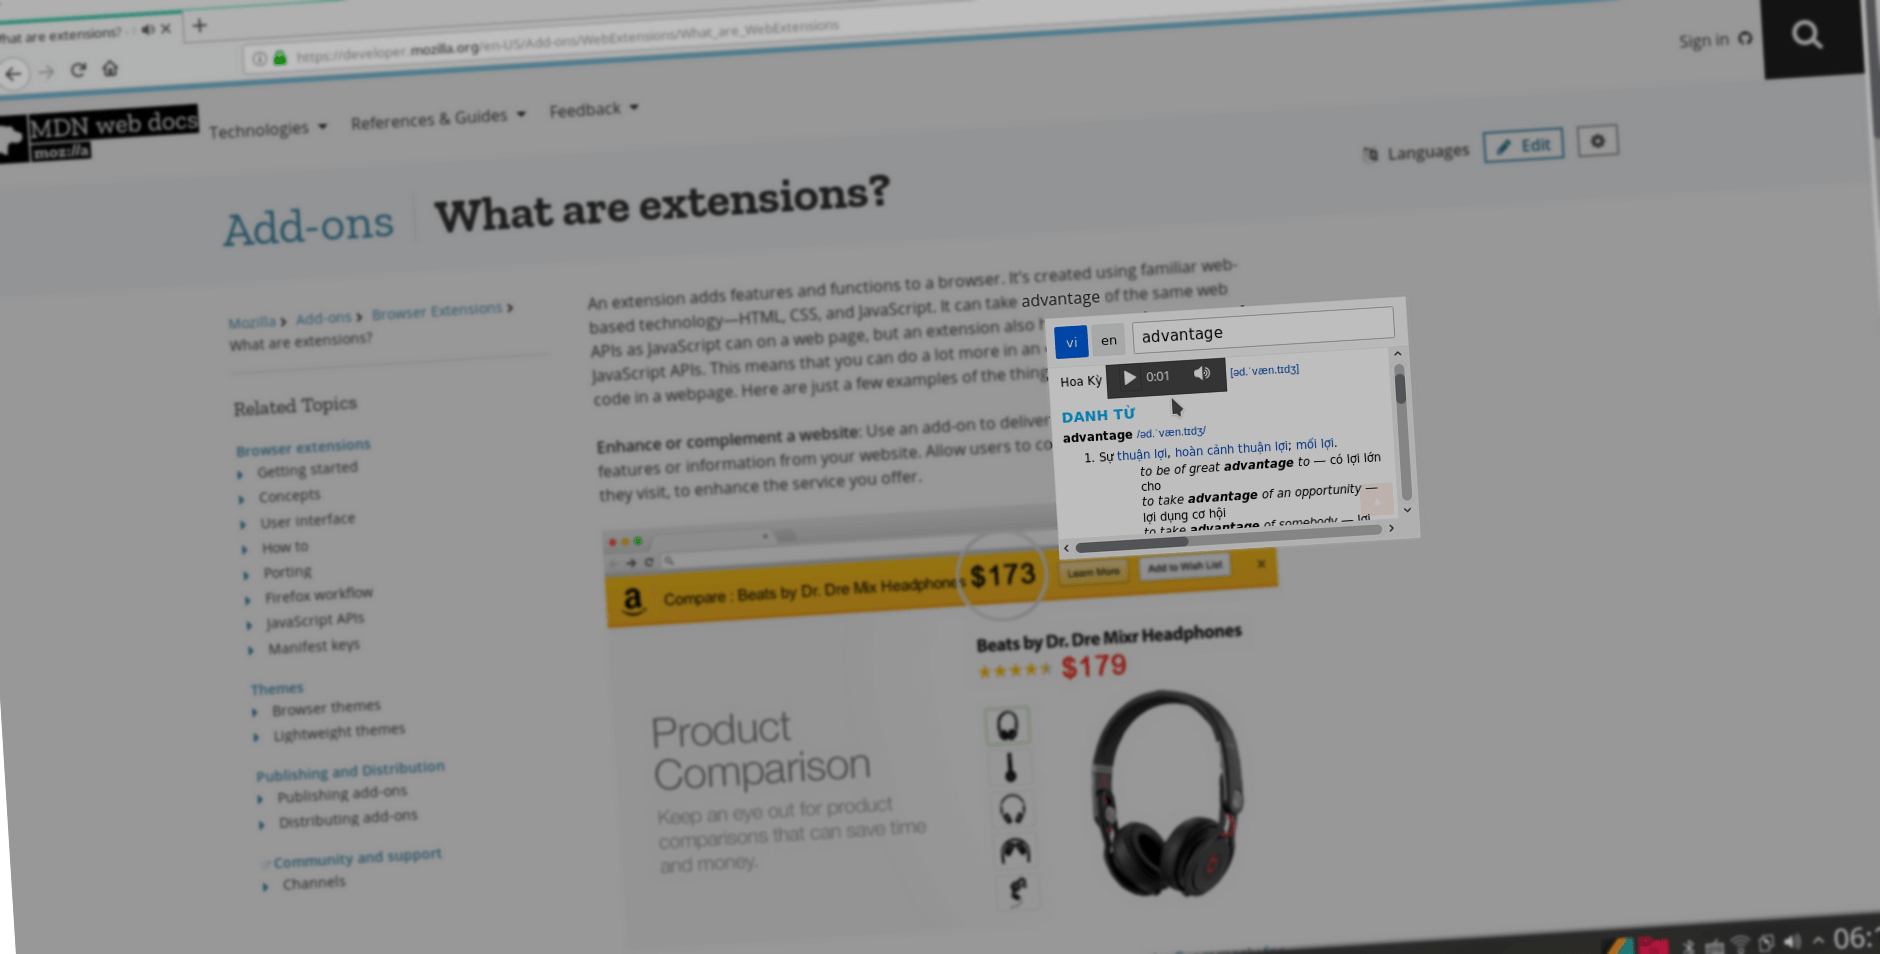 What are extensions?
https://developer.mozilla.org/en-US/Add-ons/WebExtensions/What_are_WebExtensions
Sign in
MDN web docs
moz://a
Technologies
References & Guides
Feedback
Languages
Edit
Add-ons
What are extensions?
Mozilla
Add-ons
Browser Extensions
What are extensions?
Related Topics
Browser extensions
Getting started
Concepts
User interface
How to
Porting
Firefox workflow
JavaScript APIs
Manifest keys
Themes
Browser themes
Lightweight themes
Publishing and Distribution
Publishing add-ons
Distributing add-ons
Community and support
Channels
An extension adds features and functions to a browser. It's created using familiar web-
based technology—HTML, CSS, and JavaScript. It can take advantage of the same web
APIs as JavaScript can on a web page, but an extension also
JavaScript APIs. This means that you can do a lot more in an
code in a webpage. Here are just a few examples of the
Enhance or complement a website: Use an add-on to deliver
features or information from your website. Allow users to
they visit, to enhance the service you offer.
vi
en
advantage
Hoa Kỳ
0:01
[əd.ˈvæn.tɪdʒ]
DANH TỪ
advantage /əd.ˈvæn.tɪdʒ/
1. Sự thuận lợi, hoàn cảnh thuận lợi; mối lợi.
to be of great advantage to — có lợi lớn
cho
to take advantage of an opportunity —
lợi dụng cơ hội
to take advantage of somebody — lợi
a
Compare : Beats by Dr. Dre Mix Headphones
$173
Learn More
Add to Wish List
Beats by Dr. Dre Mixr Headphones
$179
Product
Comparison
Keep an eye out for product
comparisons that can save time
and money.